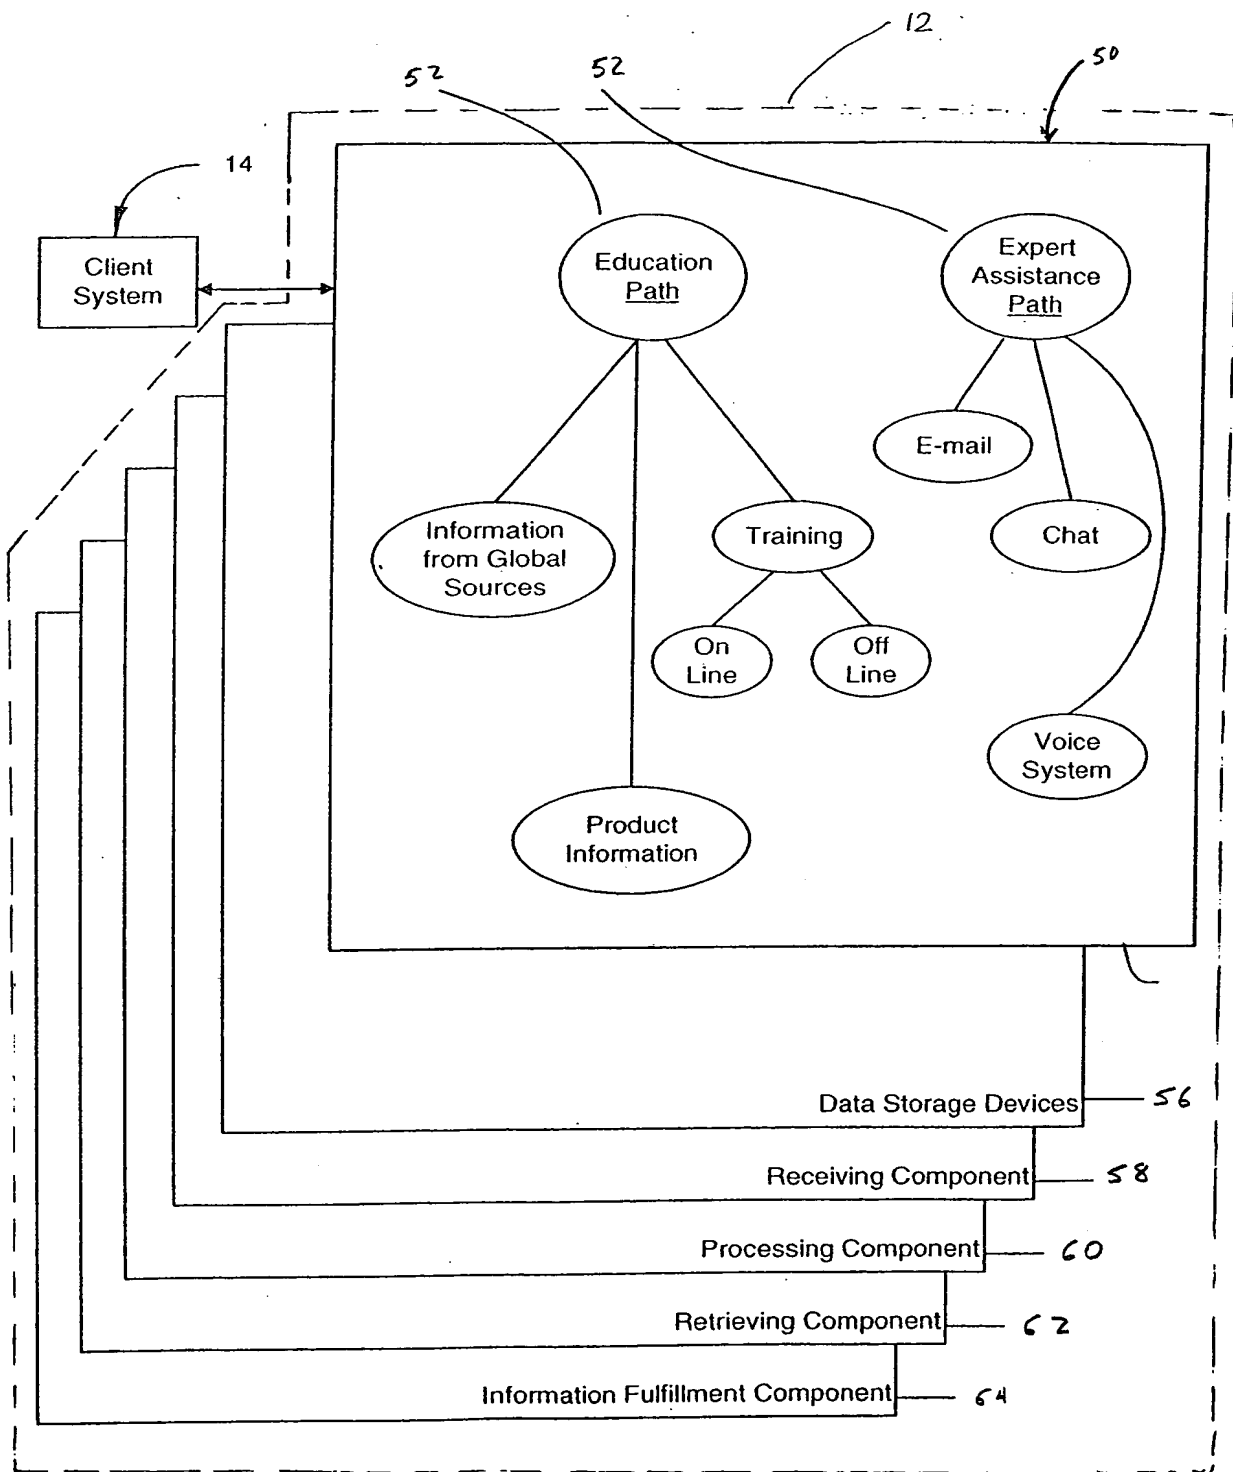 12
52
52
50
14
Client
System
Education
Path
Expert
Assistance
Path
E-mail
Information
from Global
Sources
Training
Chat
On
Line
Off
Line
Voice
System
Product
Information
Data Storage Devices 56
Receiving Component 58
Processing Component 60
Retrieving Component 62
Information Fulfillment Component 64